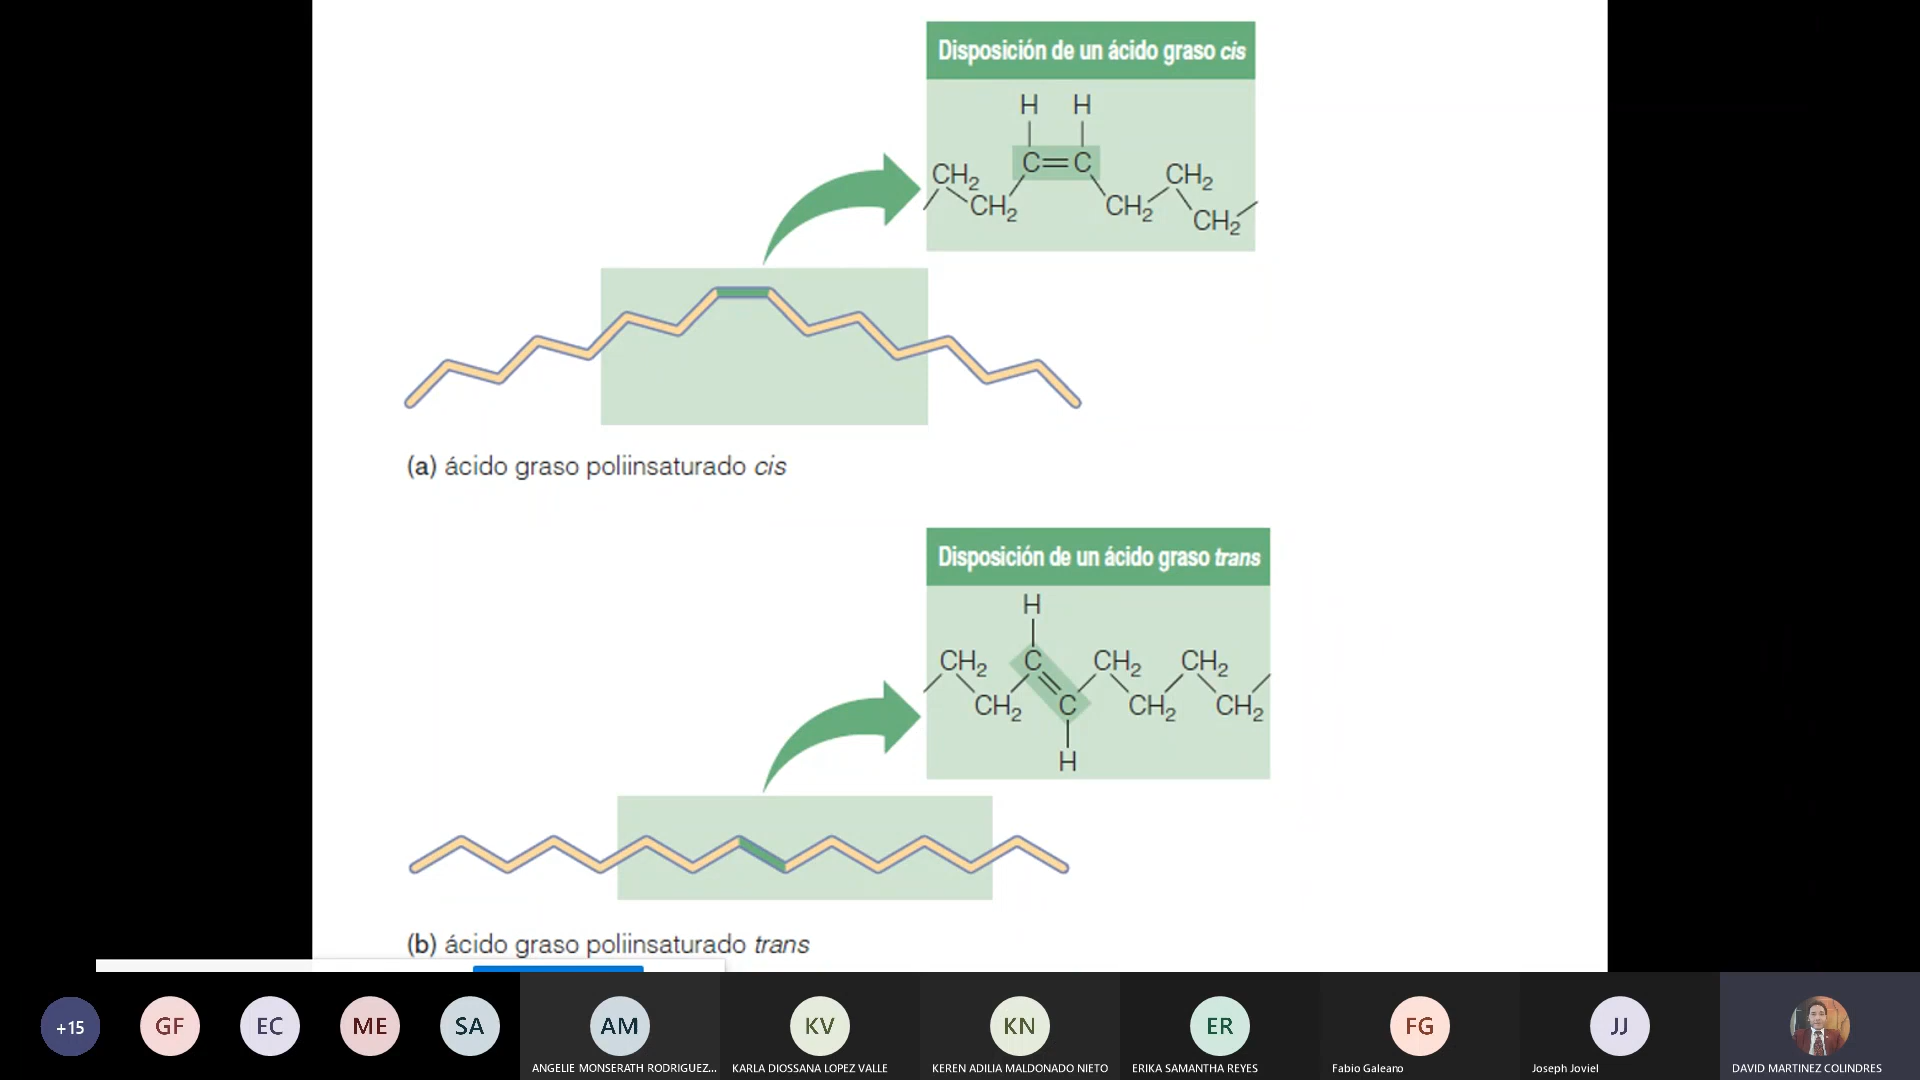 Disposición de un ácido graso cis
H H
C=C
CH2 CH2
CH2 CH2
CH2
(a) ácido graso poliinsaturado cis
Disposición de un ácido graso trans
H
CH2 C CH2 CH2
CH2 C CH2 CH2
H
(b) ácido graso poliinsaturado trans
+15 GF EC ME SA AM KV KN ER FG JJ
ANGELIE MONSERATH RODRIGUEZ... KARLA DIOSSANA LOPEZ VALLE KEREN ADILIA MALDONADO NIETO ERIKA SAMANTHA REYES Fabio Galeano Joseph Joviel DAVID MARTINEZ COLINDRES